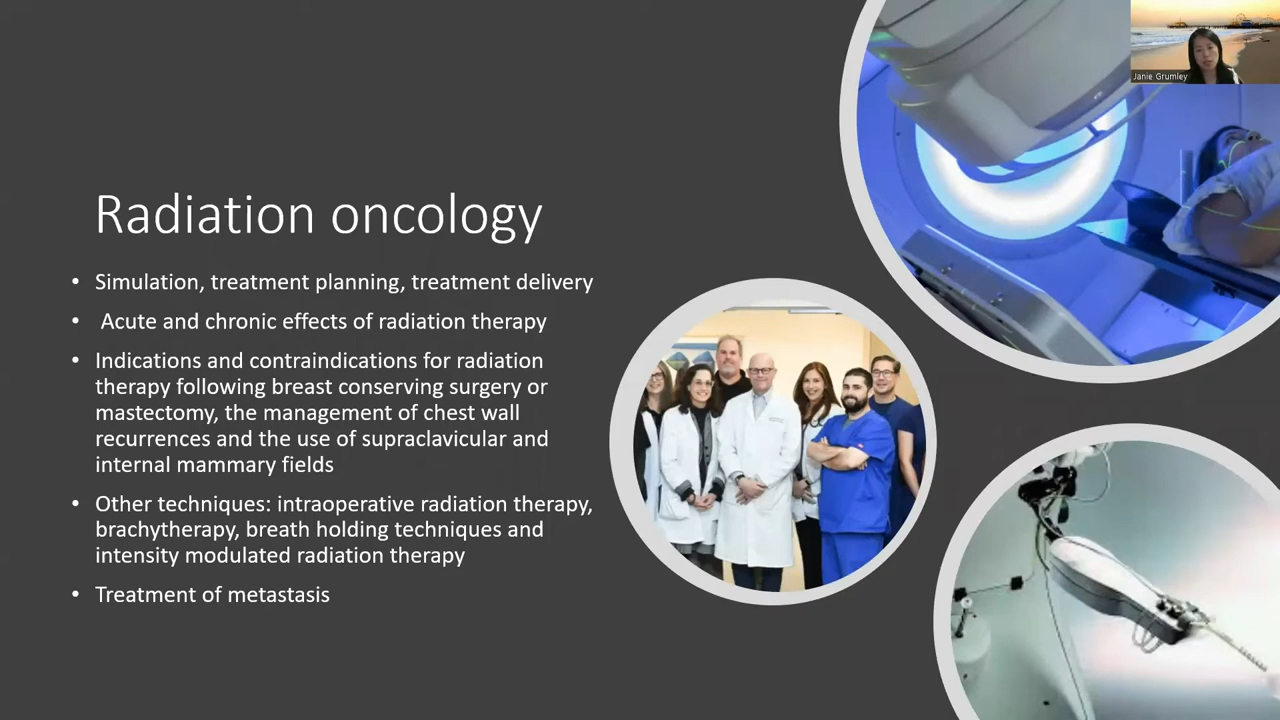 Janie Grumley
Radiation oncology
• Simulation, treatment planning, treatment delivery
• Acute and chronic effects of radiation therapy
• Indications and contraindications for radiation
therapy following breast conserving surgery or
mastectomy, the management of chest wall
recurrences and the use of supraclavicular and
internal mammary fields
• Other techniques: intraoperative radiation therapy,
brachytherapy, breath holding techniques and
intensity modulated radiation therapy
• Treatment of metastasis